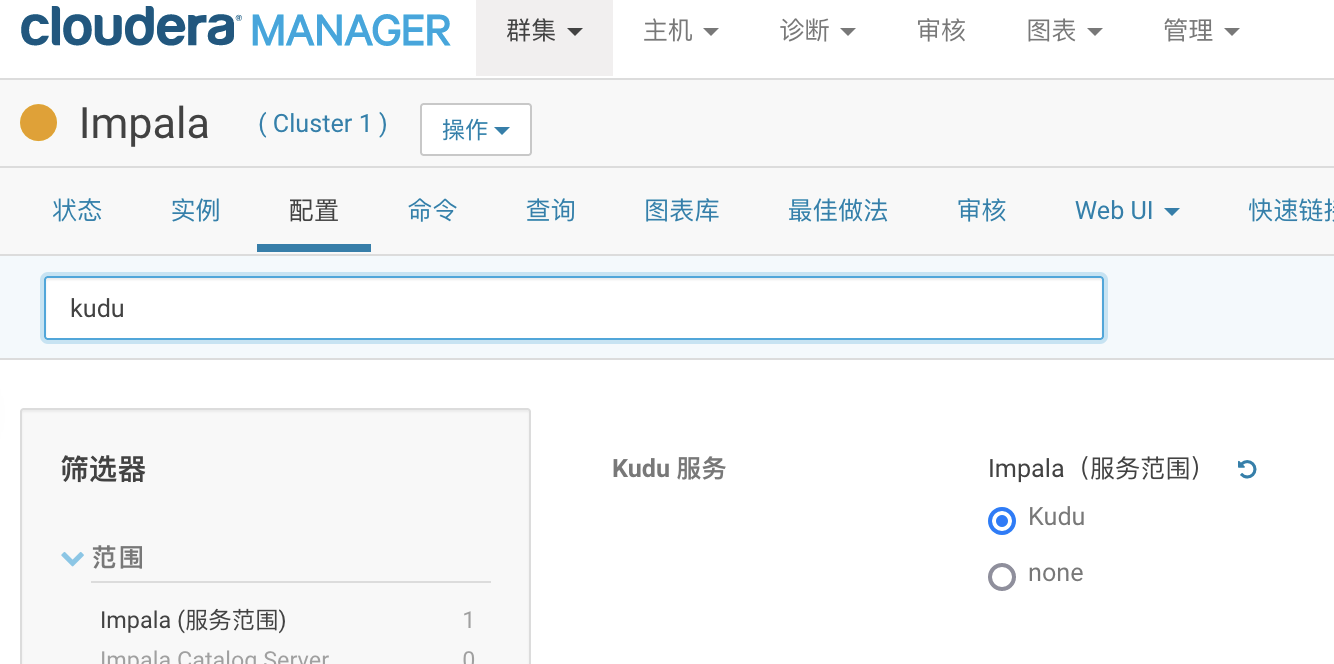 cloudera MANAGER 群集 主机 诊断 审核 图表 管理
Impala ( Cluster 1 ) 操作
状态 实例 配置 命令 查询 图表库 最佳做法 审核 Web UI 快速链接
kudu
筛选器
Kudu 服务
Impala（服务范围）
Kudu
none
范围
Impala (服务范围) 1
Impala Catalog Server 0